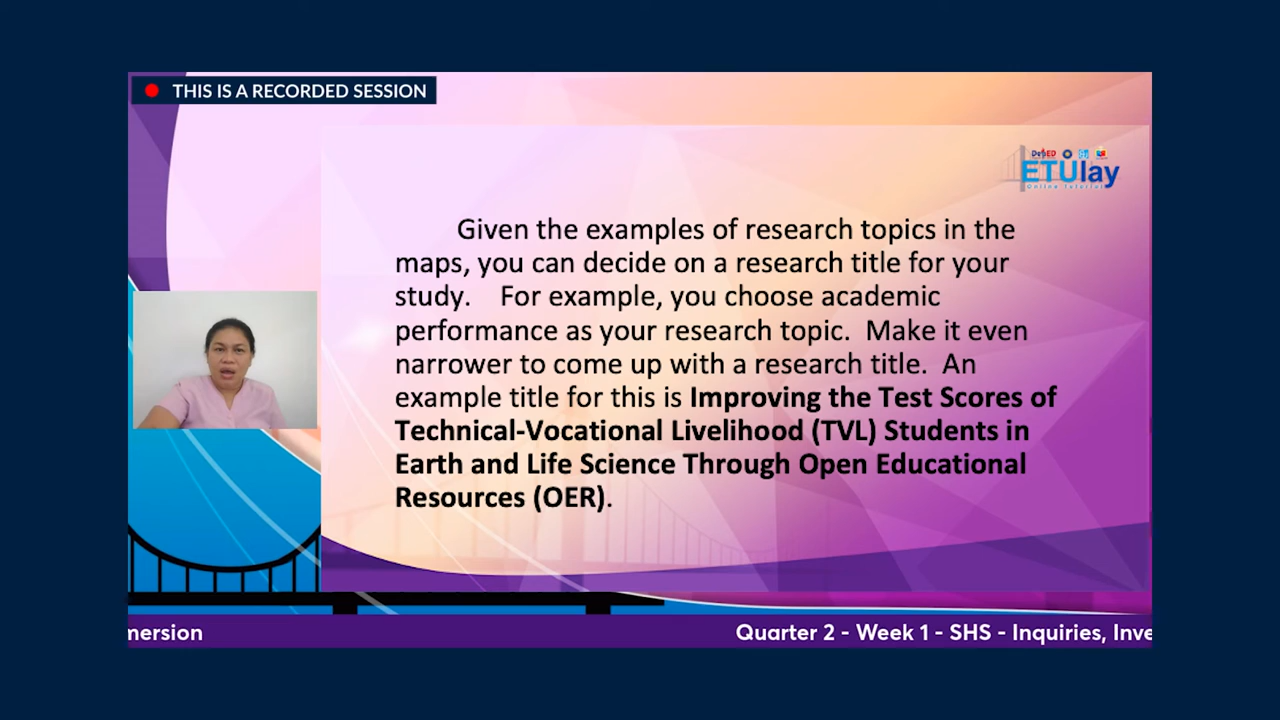 THIS IS A RECORDED SESSION
DepED
ETUlay
Online Tutorial
Given the examples of research topics in the
maps, you can decide on a research title for your
study. For example, you choose academic
performance as your research topic. Make it even
narrower to come up with a research title. An
example title for this is Improving the Test Scores of
Technical-Vocational Livelihood (TVL) Students in
Earth and Life Science Through Open Educational
Resources (OER).
mersion
Quarter 2 - Week 1 - SHS - Inquiries, Inve